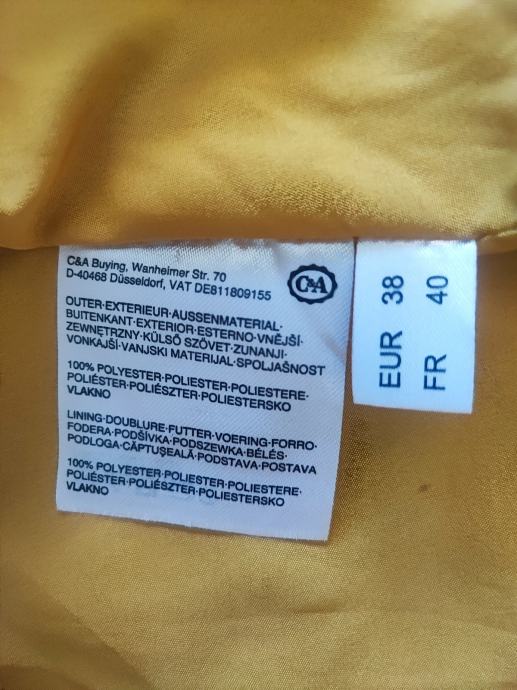 C&A Buying, Wanheimer Str. 70
D-40468 Düsseldorf, VAT DE811809155
C&A
OUTER·EXTERIEUR·AUSSENMATERIAL·
BUITENKANT·EXTERIOR·ESTERNO·VNĚJŠÍ·
ZEWNĘTRZNY·KÜLSŐ SZÖVET·ZUNANJI·
VONKAJŠÍ·VANJSKI MATERIJAL·SPOLJAŠNOST
100% POLYESTER·POLIESTER·POLIESTERE·
POLIÉSTER·POLIÉSZTER·POLIESTERSKO
VLAKNO
LINING·DOUBLURE·FUTTER·VOERING·FORRO·
FODERA·PODŠÍVKA·PODSZEWKA·BÉLÉS·
PODLOGA·CĂPTUŞEALĂ·PODSTAVA·POSTAVA
100% POLYESTER·POLIESTER·POLIESTERE·
POLIÉSTER·POLIÉSZTER·POLIESTERSKO
VLAKNO
EUR 38
FR 40